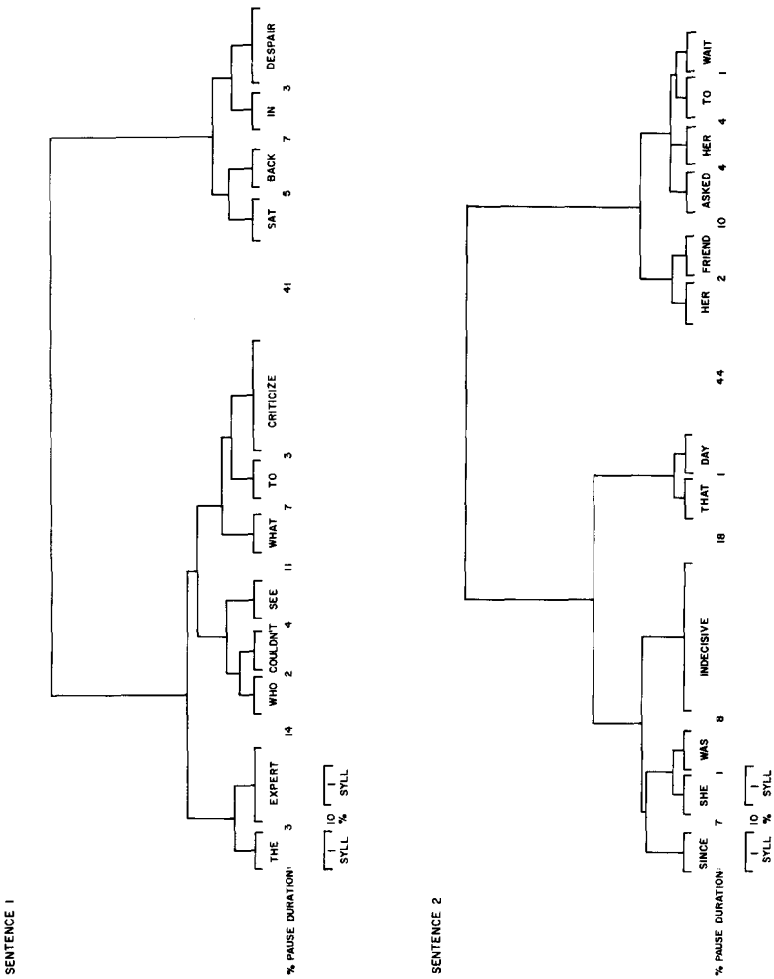 SENTENCE 1
THE EXPERT WHO COULDN'T SEE WHAT TO CRITICIZE SAT BACK IN DESPAIR
% PAUSE DURATION: 3 14 2 4 11 7 3 41 5 7 3
1 10 1
SYLL % SYLL
SENTENCE 2
SINCE SHE WAS INDECISIVE THAT DAY HER FRIEND ASKED HER TO WAIT
% PAUSE DURATION: 7 1 8 18 1 44 2 10 4 4 1
1 10 1
SYLL % SYLL